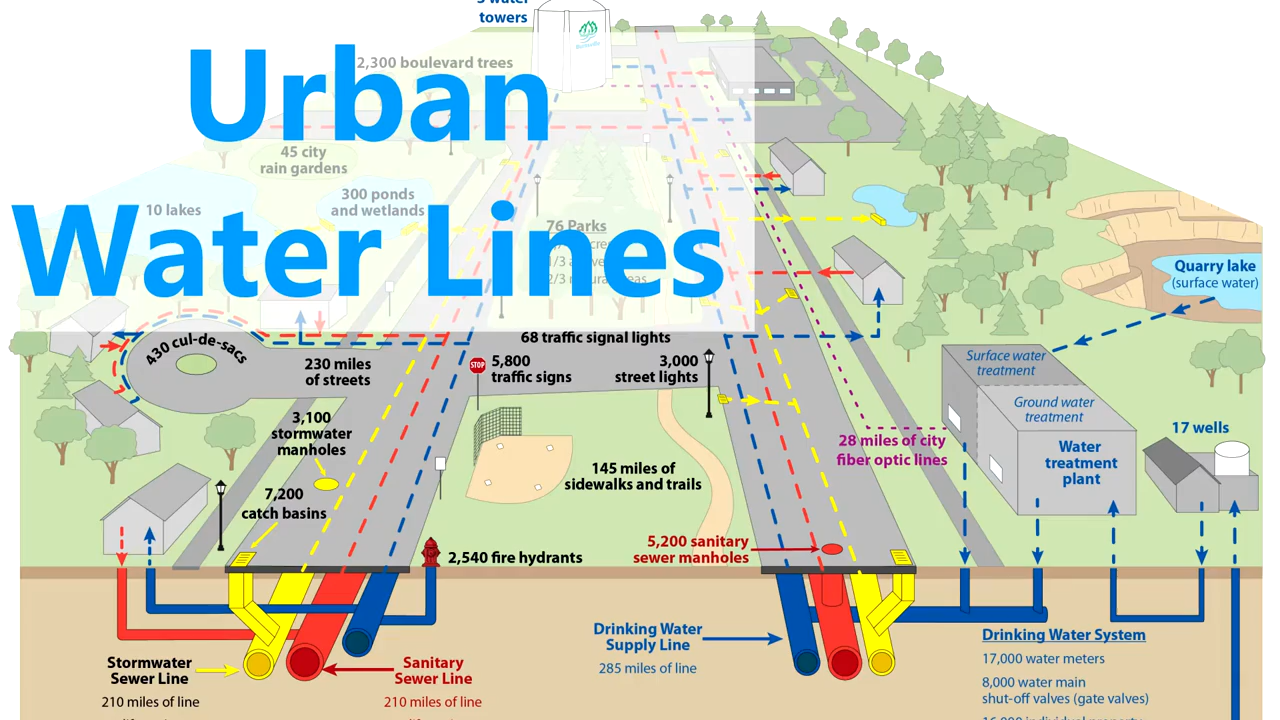 towers
2,300 boulevard trees
Urban
45 city
rain gardens
300 ponds
and wetlands
10 lakes
76 Parks
Water Lines
Quarry lake
(surface water)
430 cul-de-sacs
68 traffic signal lights
230 miles
of streets
STOP
5,800
traffic signs
3,000
street lights
Surface water
treatment
Ground water
treatment
3,100
stormwater
manholes
28 miles of city
fiber optic lines
Water
treatment
plant
17 wells
145 miles of
sidewalks and trails
7,200
catch basins
2,540 fire hydrants
5,200 sanitary
sewer manholes
Drinking Water
Supply Line
285 miles of line
Drinking Water System
17,000 water meters
8,000 water main
shut-off valves (gate valves)
Stormwater
Sewer Line
210 miles of line
Sanitary
Sewer Line
210 miles of line